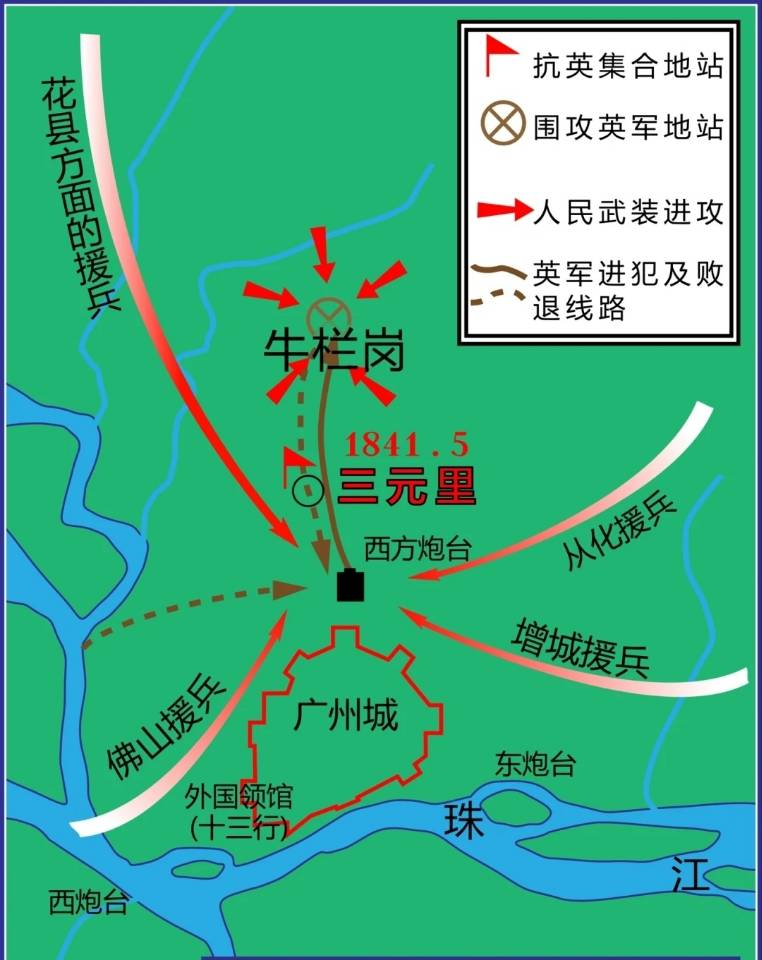 抗英集合地站
围攻英军地站
人民武装进攻
英军进犯及败
退线路
花县方面的援兵
牛栏岗
1841.5
三元里
西方炮台
从化援兵
增城援兵
佛山援兵
广州城
东炮台
外国领馆
(十三行)
珠
江
西炮台